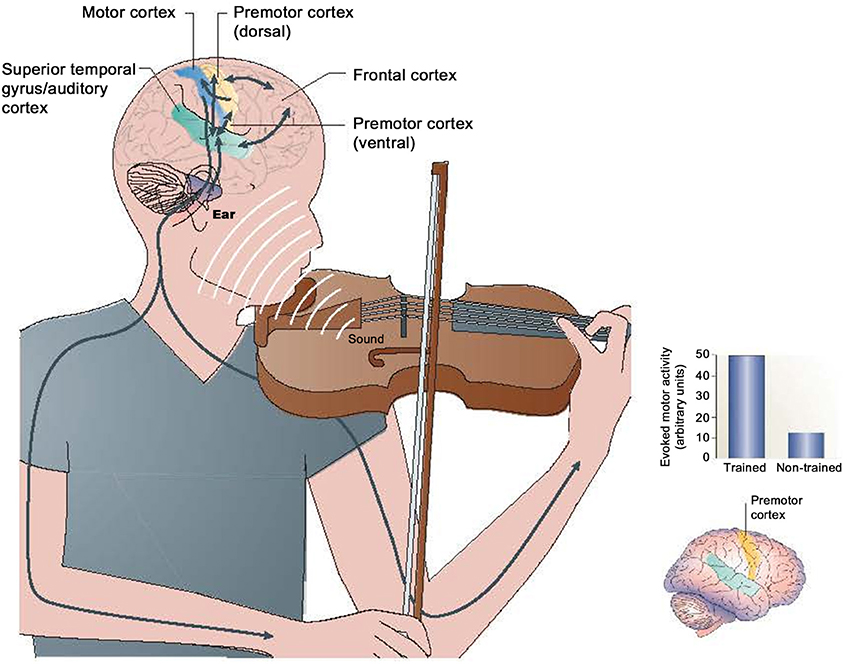 Motor cortex
Premotor cortex
(dorsal)
Superior temporal
gyrus/auditory
cortex
Frontal cortex
Premotor cortex
(ventral)
Ear
Sound
Evoked motor activity
(arbitrary units)
50
40
30
20
10
0
Trained
Non-trained
Premotor
cortex